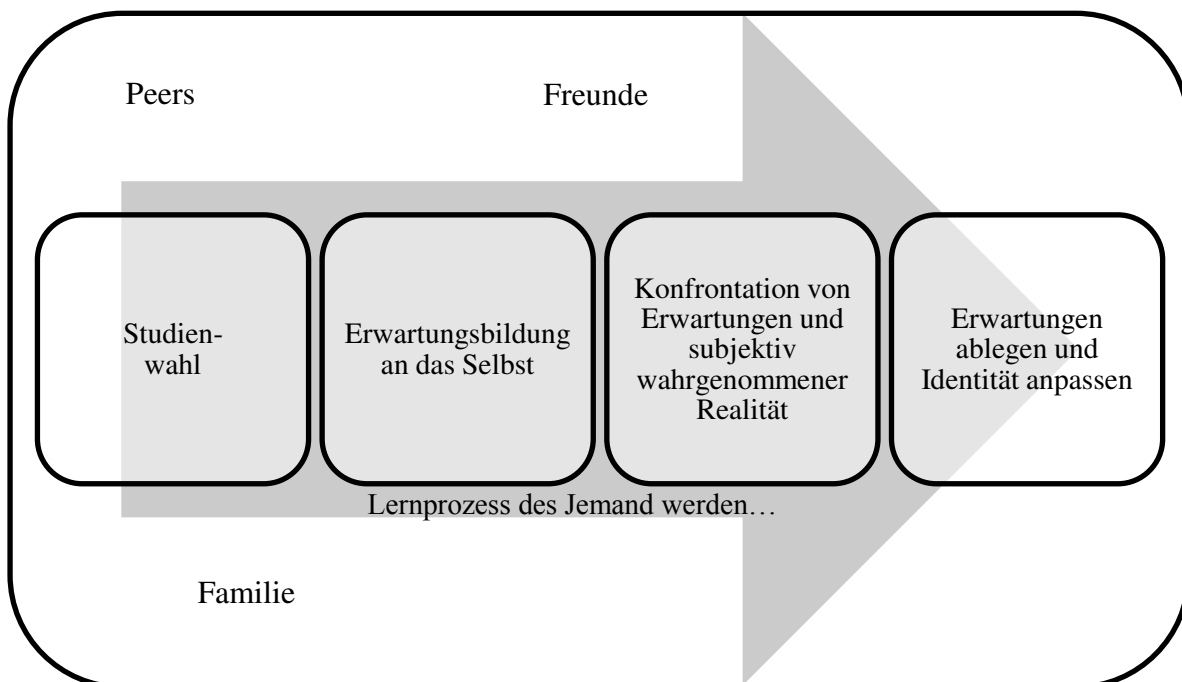 Peers
Freunde
Studien-
wahl
Erwartungsbildung
an das Selbst
Konfrontation von
Erwartungen und
subjektiv
wahrgenommener
Realität
Erwartungen
ablegen und
Identität anpassen
Lernprozess des Jemand werden…
Familie